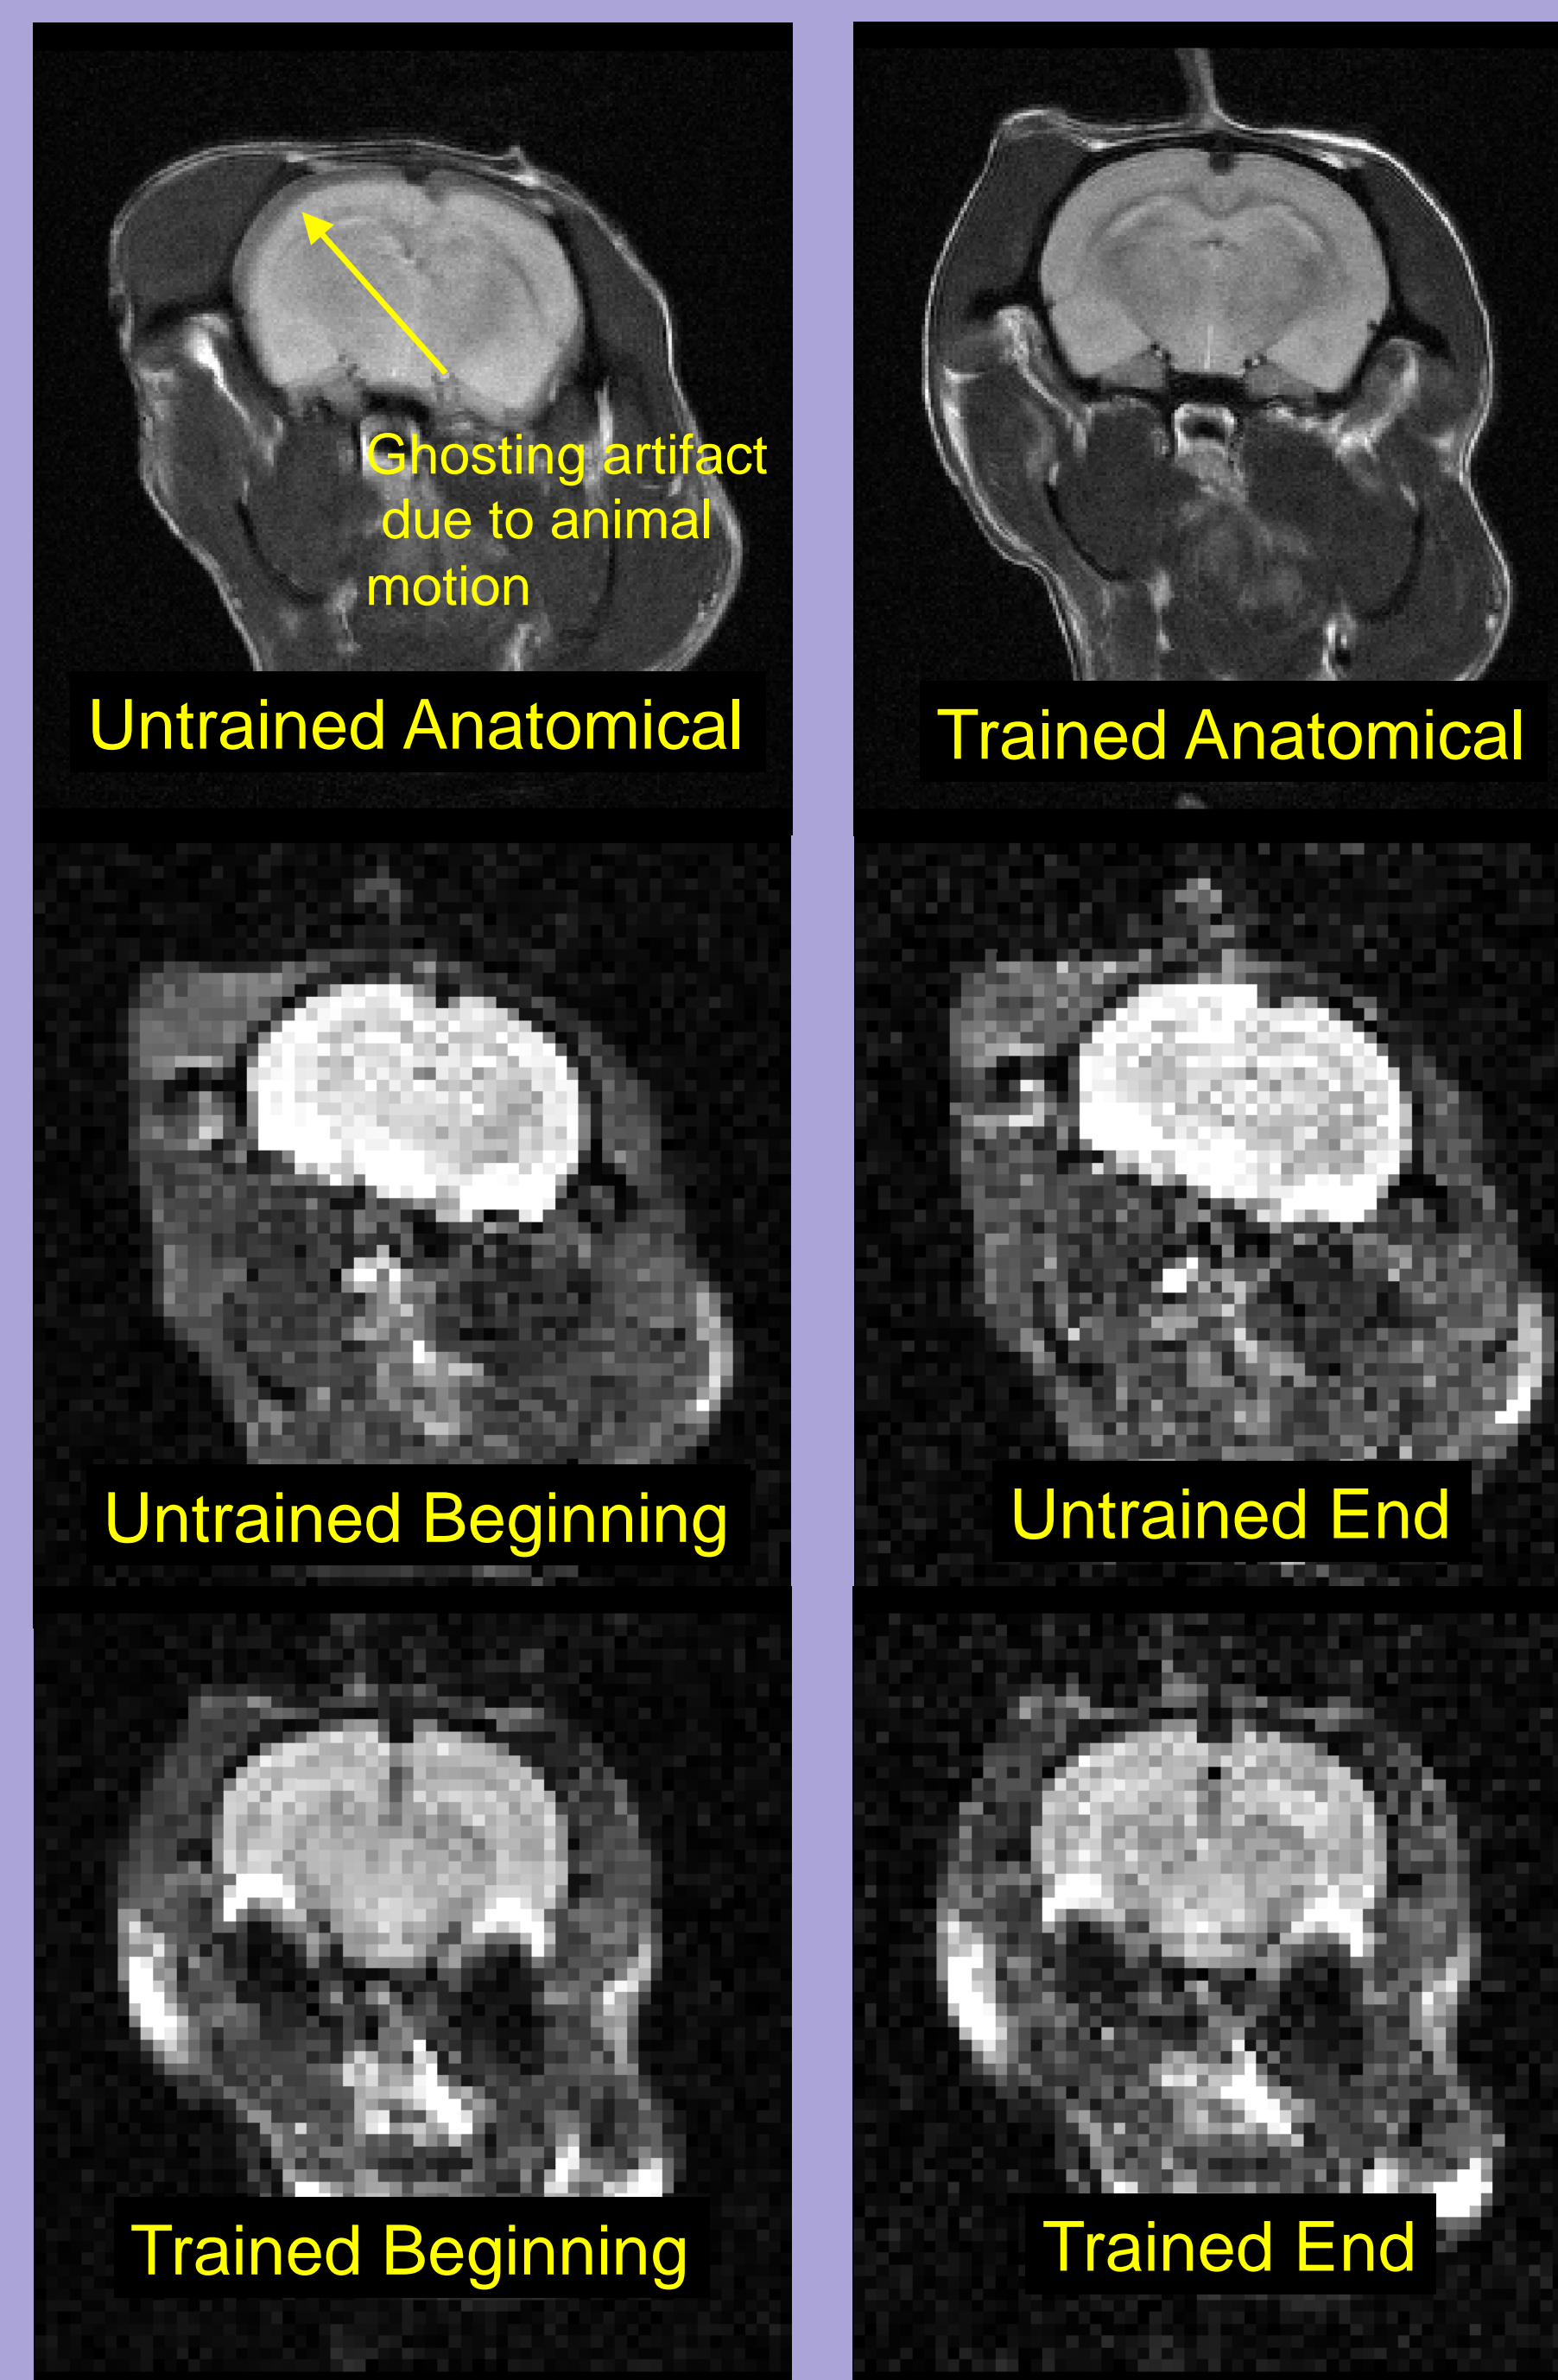 Ghosting artifact
due to animal
motion
Untrained Anatomical
Trained Anatomical
Untrained Beginning
Untrained End
Trained Beginning
Trained End